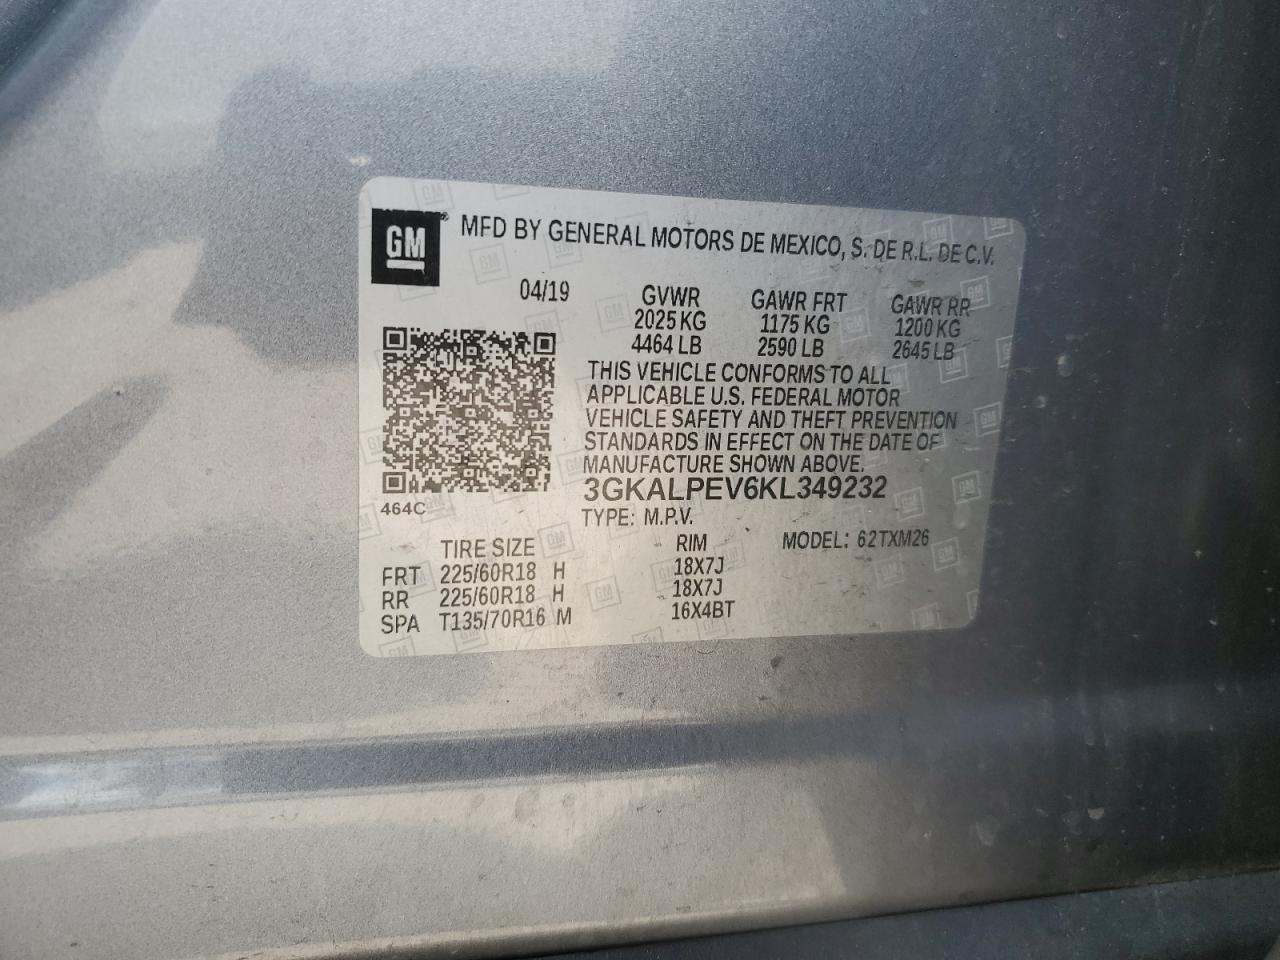 GM
MFD BY GENERAL MOTORS DE MEXICO, S. DE R.L. DE C.V.
04/19 GVWR GAWR FRT GAWR RR
2025 KG 1175 KG 1200 KG
4464 LB 2590 LB 2645 LB
THIS VEHICLE CONFORMS TO ALL
APPLICABLE U.S. FEDERAL MOTOR
VEHICLE SAFETY AND THEFT PREVENTION
STANDARDS IN EFFECT ON THE DATE OF
MANUFACTURE SHOWN ABOVE.
3GKALPEV6KL349232
464C
TYPE: M.P.V.
MODEL: 62TXM26
TIRE SIZE RIM
FRT 225/60R18 H 18X7J
RR 225/60R18 H 18X7J
SPA T135/70R16 M 16X4BT